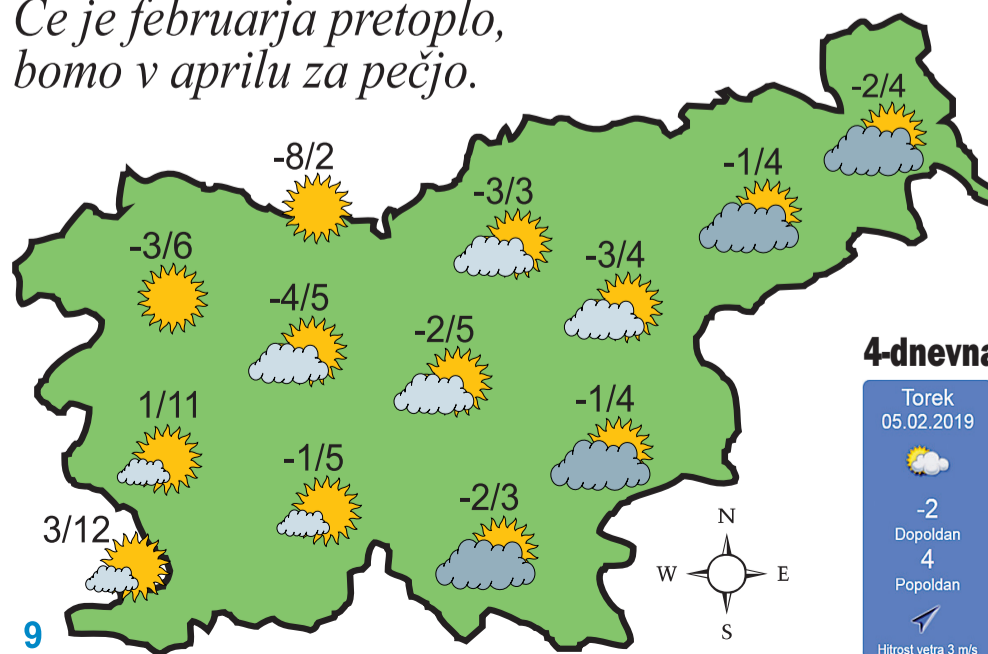 Če je februarja pretoplo,
bomo v aprilu za pečjo.
-2/4
-8/2
-1/4
-3/3
-3/6
-3/4
-4/5
-2/5
1/11
-1/4
-1/5
-2/3
3/12
N
W
E
S
9
4-dnevna
Torek
05.02.2019
-2
Dopoldan
4
Popoldan
Hitrost vetra 3 m/s